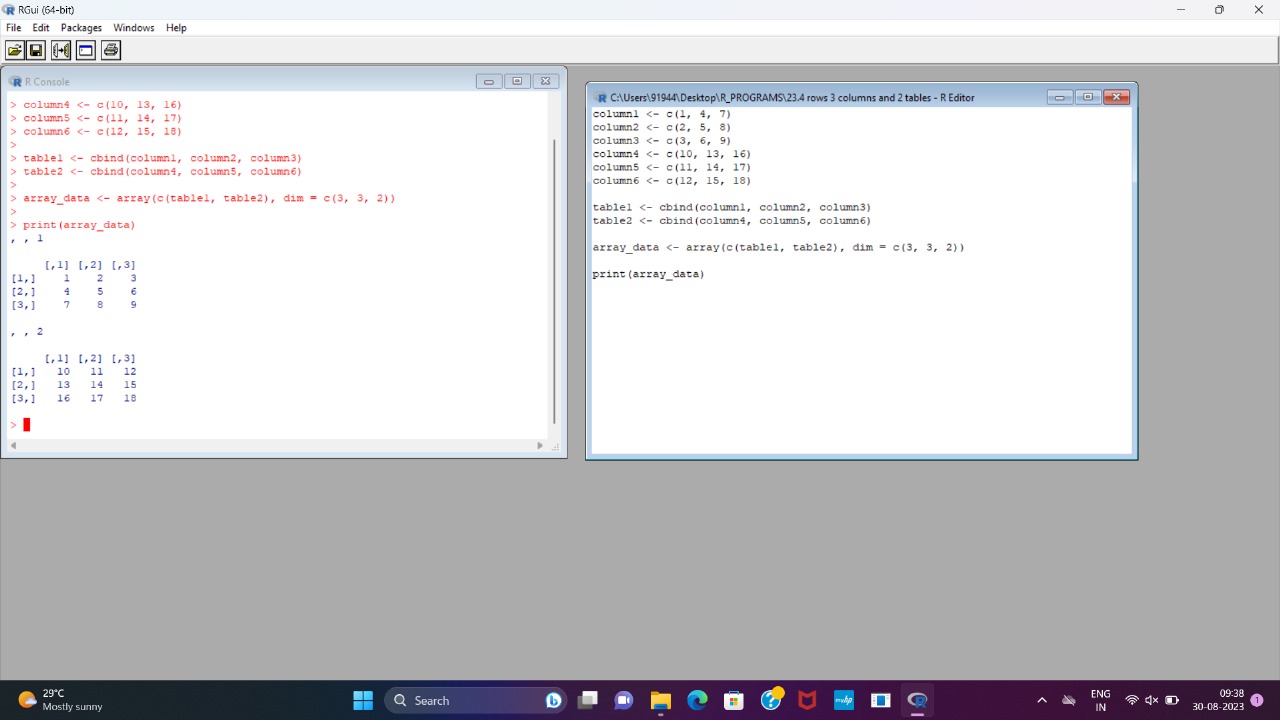 RGui (64-bit)
File Edit Packages Windows Help
R Console
> column4 <- c(10, 13, 16)
> column5 <- c(11, 14, 17)
> column6 <- c(12, 15, 18)
>
> table1 <- cbind(column1, column2, column3)
> table2 <- cbind(column4, column5, column6)
>
> array_data <- array(c(table1, table2), dim = c(3, 3, 2))
>
> print(array_data)
, , 1
[,1] [,2] [,3]
[1,] 1 2 3
[2,] 4 5 6
[3,] 7 8 9
, , 2
[,1] [,2] [,3]
[1,] 10 11 12
[2,] 13 14 15
[3,] 16 17 18
>
C:\Users\91944\Desktop\R_PROGRAMS\23.4 rows 3 columns and 2 tables - R Editor
column1 <- c(1, 4, 7)
column2 <- c(2, 5, 8)
column3 <- c(3, 6, 9)
column4 <- c(10, 13, 16)
column5 <- c(11, 14, 17)
column6 <- c(12, 15, 18)
table1 <- cbind(column1, column2, column3)
table2 <- cbind(column4, column5, column6)
array_data <- array(c(table1, table2), dim = c(3, 3, 2))
print(array_data)
29°C
Mostly sunny
Search
myhp
ENG
IN
09:38
30-08-2023
1